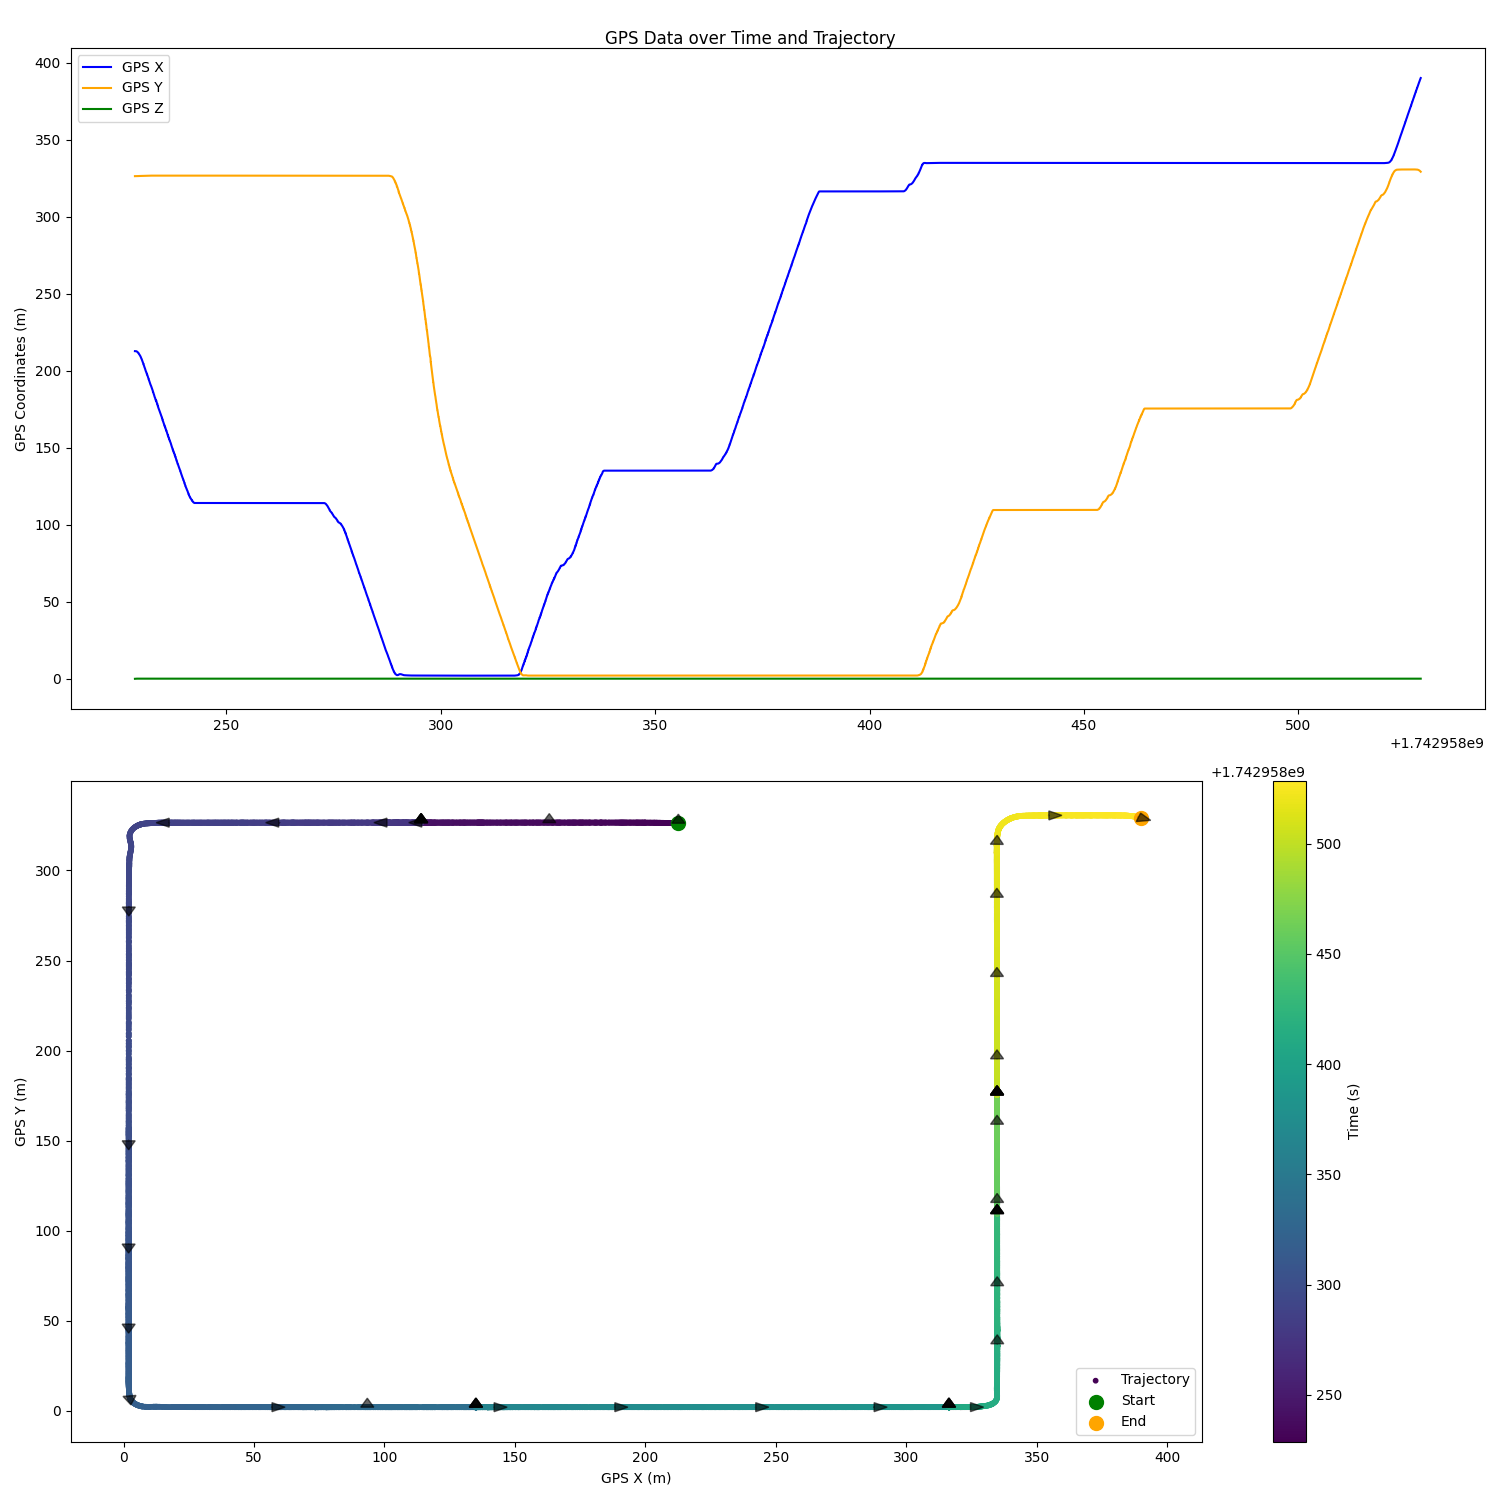 GPS Data over Time and Trajectory
GPS X
GPS Y
GPS Z
GPS Coordinates (m)
400
350
300
250
200
150
100
50
0
250 300 350 400 450 500
+1.742958e9
+1.742958e9
GPS Y (m)
300
250
200
150
100
50
0
0 50 100 150 200 250 300 350 400
GPS X (m)
Trajectory
Start
End
500
450
400
350
300
250
Time (s)